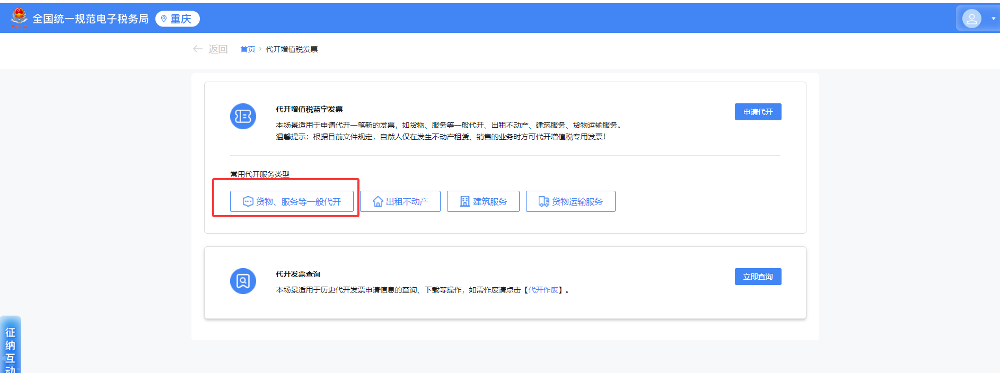 全国统一规范电子税务局 重庆
返回 首页 > 代开增值税发票
代开增值税蓝字发票
申请代开
本场景适用于申请代开一笔新的发票，如货物、服务等一般代开、出租不动产、建筑服务、货物运输服务。
温馨提示：根据目前文件规定，自然人仅在发生不动产租赁、销售的业务时方可代开增值税专用发票！
常用代开服务类型
货物、服务等一般代开 出租不动产 建筑服务 货物运输服务
代开发票查询
立即查询
本场景适用于历史代开发票申请信息的查询、下载等操作，如需作废请点击【代开作废】。
征纳互动